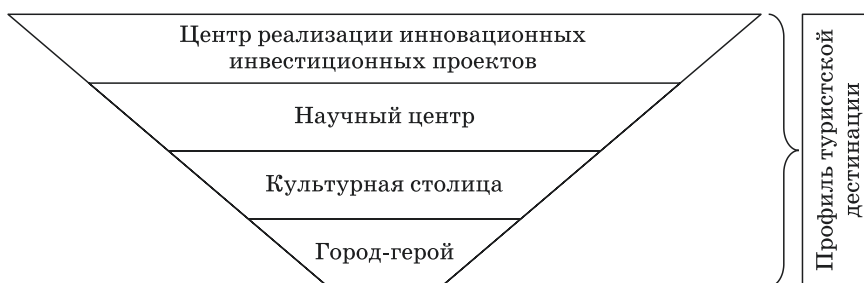 Центр реализации инновационных
инвестиционных проектов
Научный центр
Культурная столица
Город-герой
Профиль туристской
дестинации